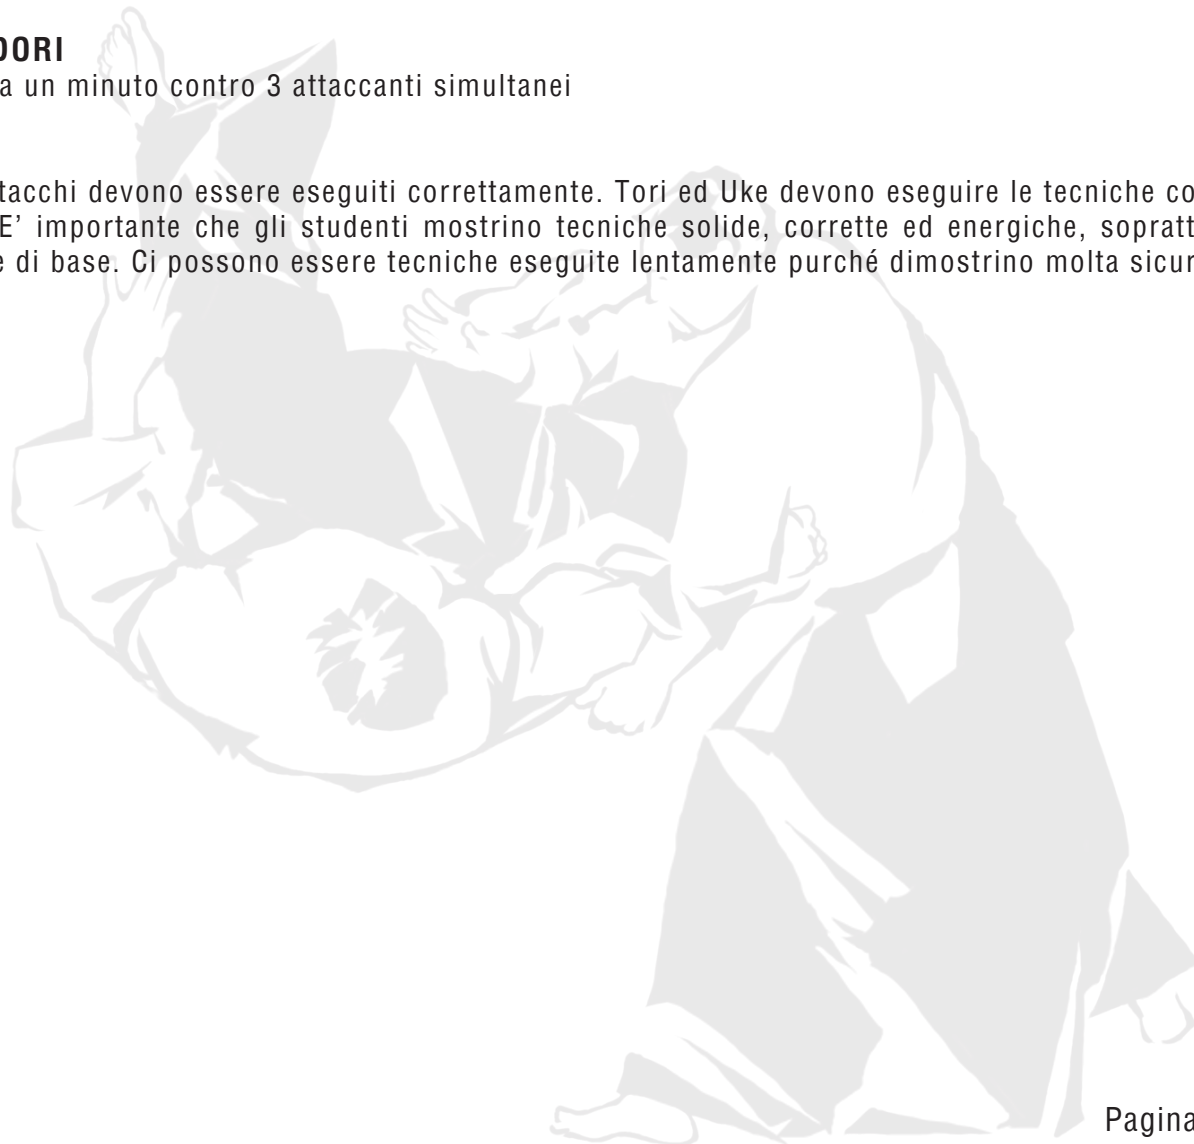 DORI
a un minuto contro 3 attaccanti simultanei
tacchi devono essere eseguiti correttamente. Tori ed Uke devono eseguire le tecniche co
E’ importante che gli studenti mostrino tecniche solide, corrette ed energiche, sopratt
e di base. Ci possono essere tecniche eseguite lentamente purché dimostrino molta sicur
Pagina